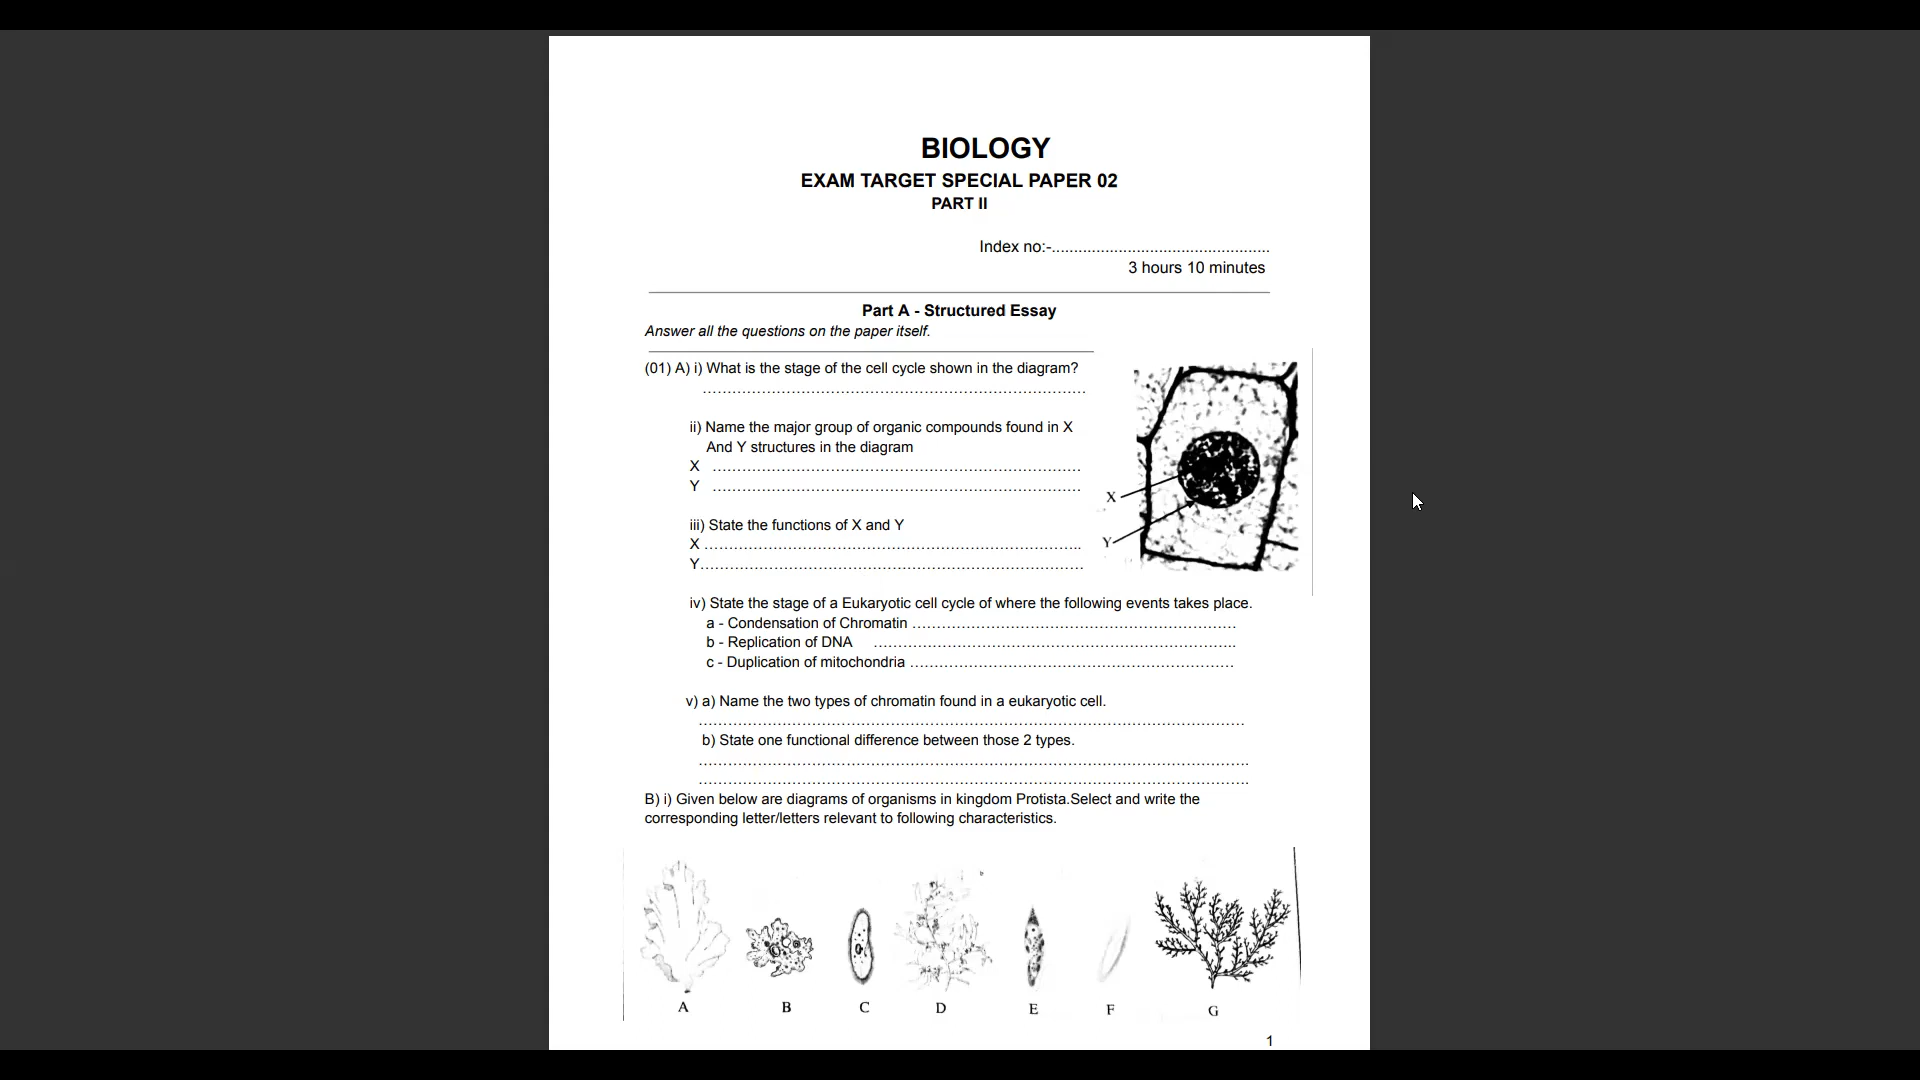 BIOLOGY
EXAM TARGET SPECIAL PAPER 02
PART II
Index no:-.................................................
3 hours 10 minutes
Part A - Structured Essay
Answer all the questions on the paper itself.
(01) A) i) What is the stage of the cell cycle shown in the diagram?
……………………………………………………………………
ii) Name the major group of organic compounds found in X
And Y structures in the diagram
X …………………………………………………………………
Y …………………………………………………………………
iii) State the functions of X and Y
X …………………………………………………………………..
Y……………………………………………………………………
X
Y
iv) State the stage of a Eukaryotic cell cycle of where the following events takes place.
a - Condensation of Chromatin …………………………………………………………
b - Replication of DNA ………………………………………………………………..
c - Duplication of mitochondria …………………………………………………………
v) a) Name the two types of chromatin found in a eukaryotic cell.
…………………………………………………………………………………………………
b) State one functional difference between those 2 types.
…………………………………………………………………………………………………..
…………………………………………………………………………………………………..
B) i) Given below are diagrams of organisms in kingdom Protista.Select and write the
corresponding letter/letters relevant to following characteristics.
A B C D E F G
1